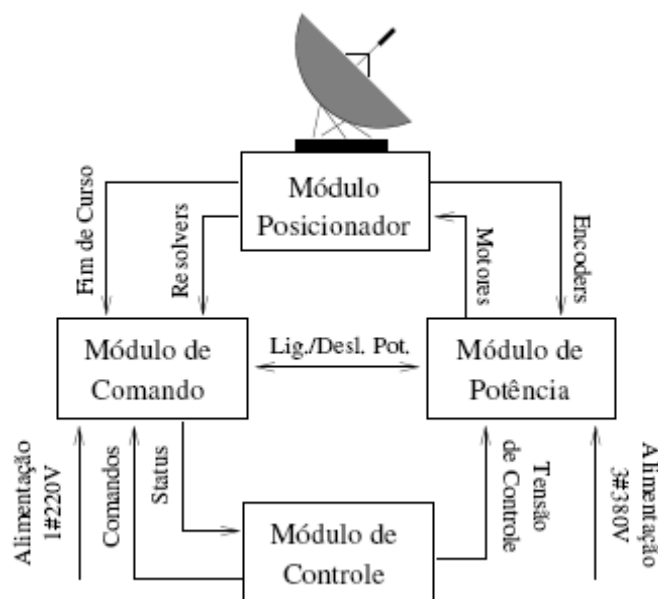 Módulo
Posicionador
Fim de Curso
Resolvers
Motores
Encoders
Módulo de
Comando
Lig./Desl. Pot.
Módulo de
Potência
Alimentação
1#220V
Comandos
Status
Módulo de
Controle
Tensão
de Controle
Alimentação
3#380V